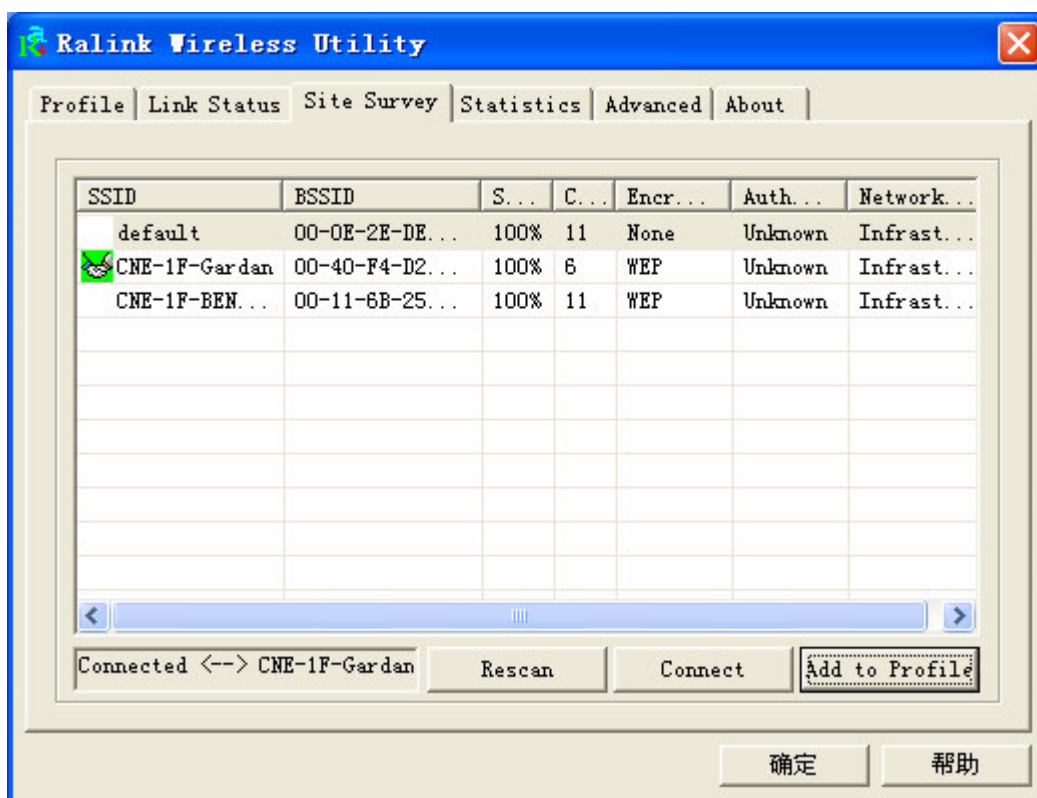 Ralink Wireless Utility
Profile Link Status Site Survey Statistics Advanced About
SSID BSSID S... C... Encr... Auth... Network...
default 00-0E-2E-DE... 100% 11 None Unknown Infrast...
CNE-1F-Gardan 00-40-F4-D2... 100% 6 WEP Unknown Infrast...
CNE-1F-BEN... 00-11-6B-25... 100% 11 WEP Unknown Infrast...
Connected <--> CNE-1F-Gardan Rescan Connect Add to Profile
确定 帮助